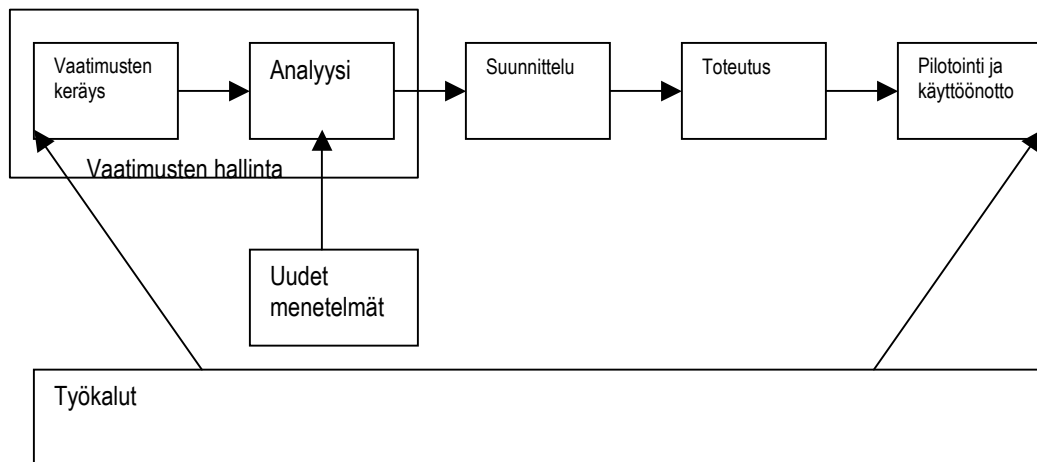 Vaatimusten
keräys
Analyysi
Suunnittelu
Toteutus
Pilotointi ja
käyttöönotto
Vaatimusten hallinta
Uudet
menetelmät
Työkalut